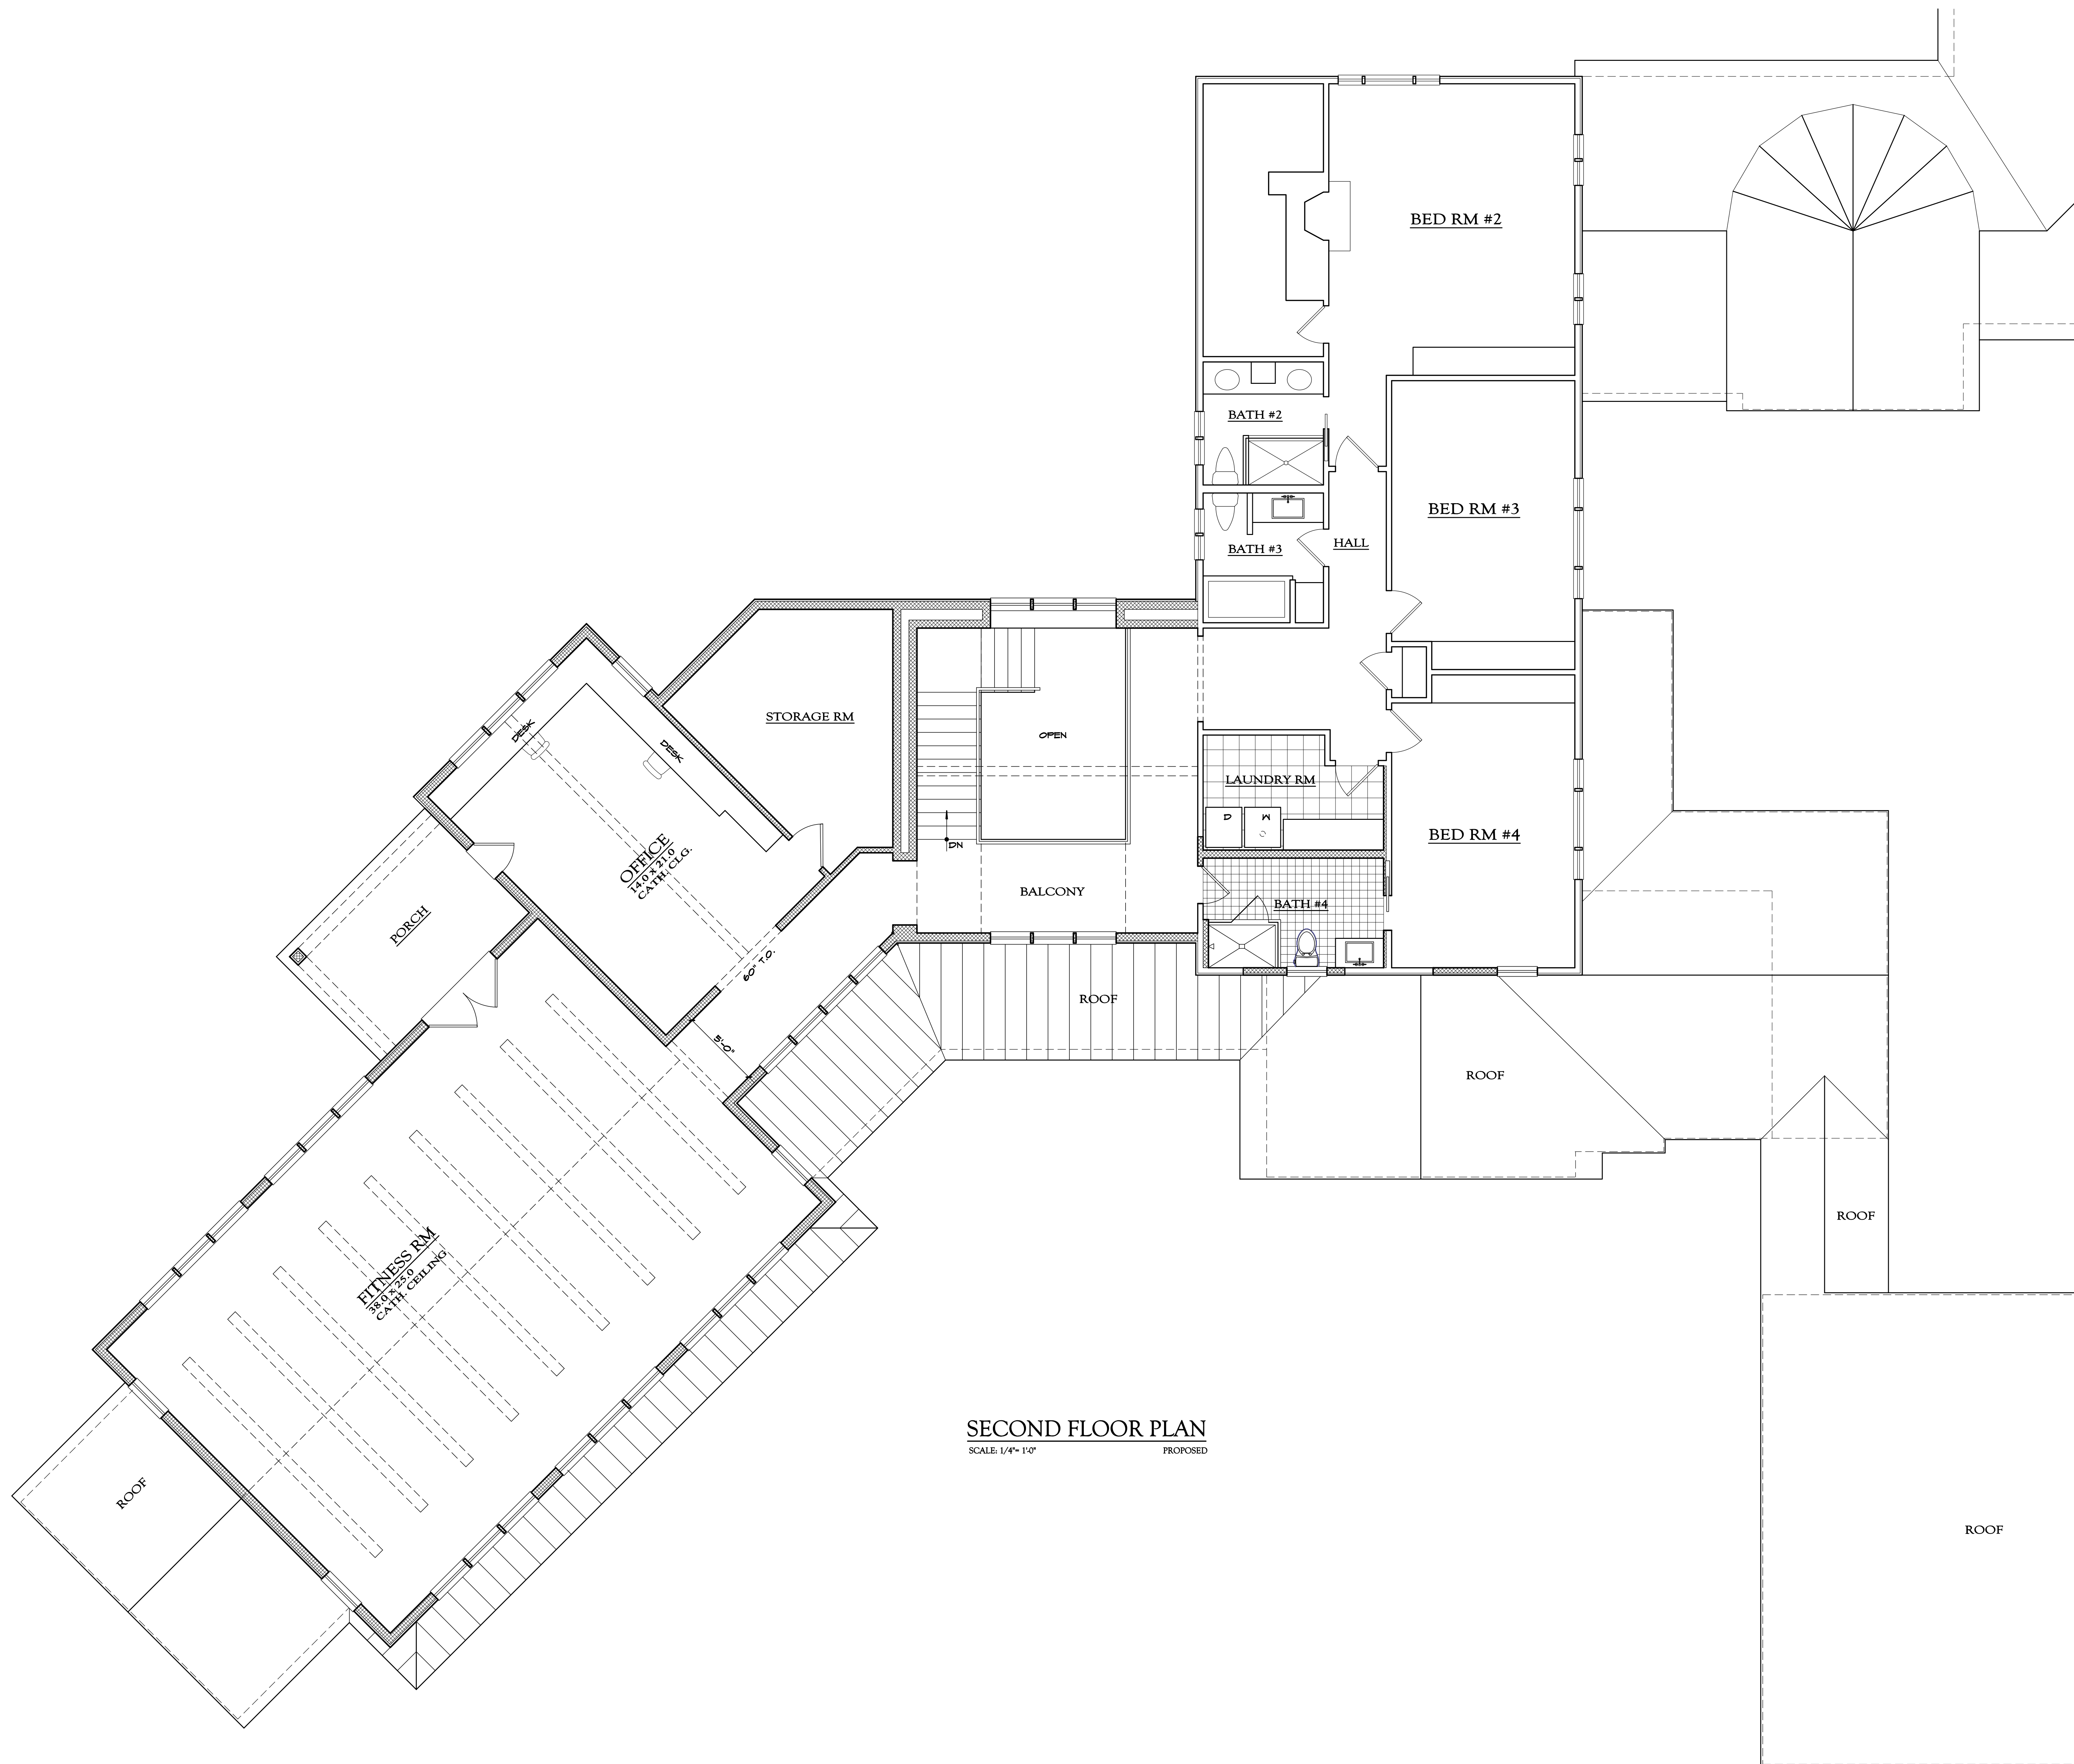 BED RM #2
BATH #2
BED RM #3
BATH #3
HALL
STORAGE RM
OPEN
DESK
DESK
LAUNDRY RM
D
W
BED RM #4
DN
OFFICE
14.0 x 21.0
CATH. CLG.
BALCONY
BATH #4
PORCH
60" T.O.
ROOF
5'-0"
ROOF
ROOF
FITNESS RM
38.0 x 25.0
CATH. CEILING
SECOND FLOOR PLAN
SCALE: 1/4"= 1'-0"
PROPOSED
ROOF
ROOF